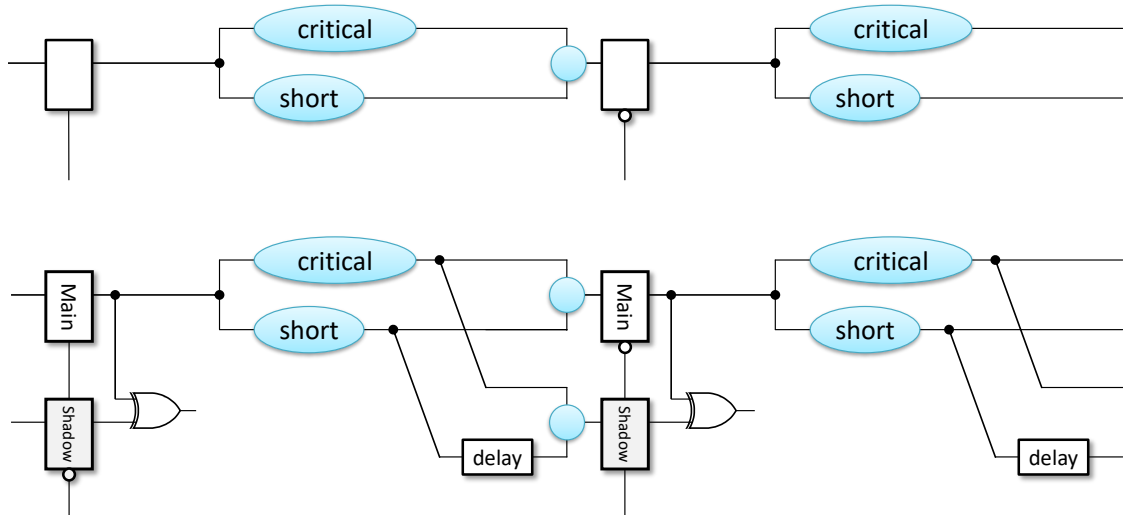 critical
critical
short
short
critical
critical
Main
Main
short
short
Shadow
Shadow
delay
delay